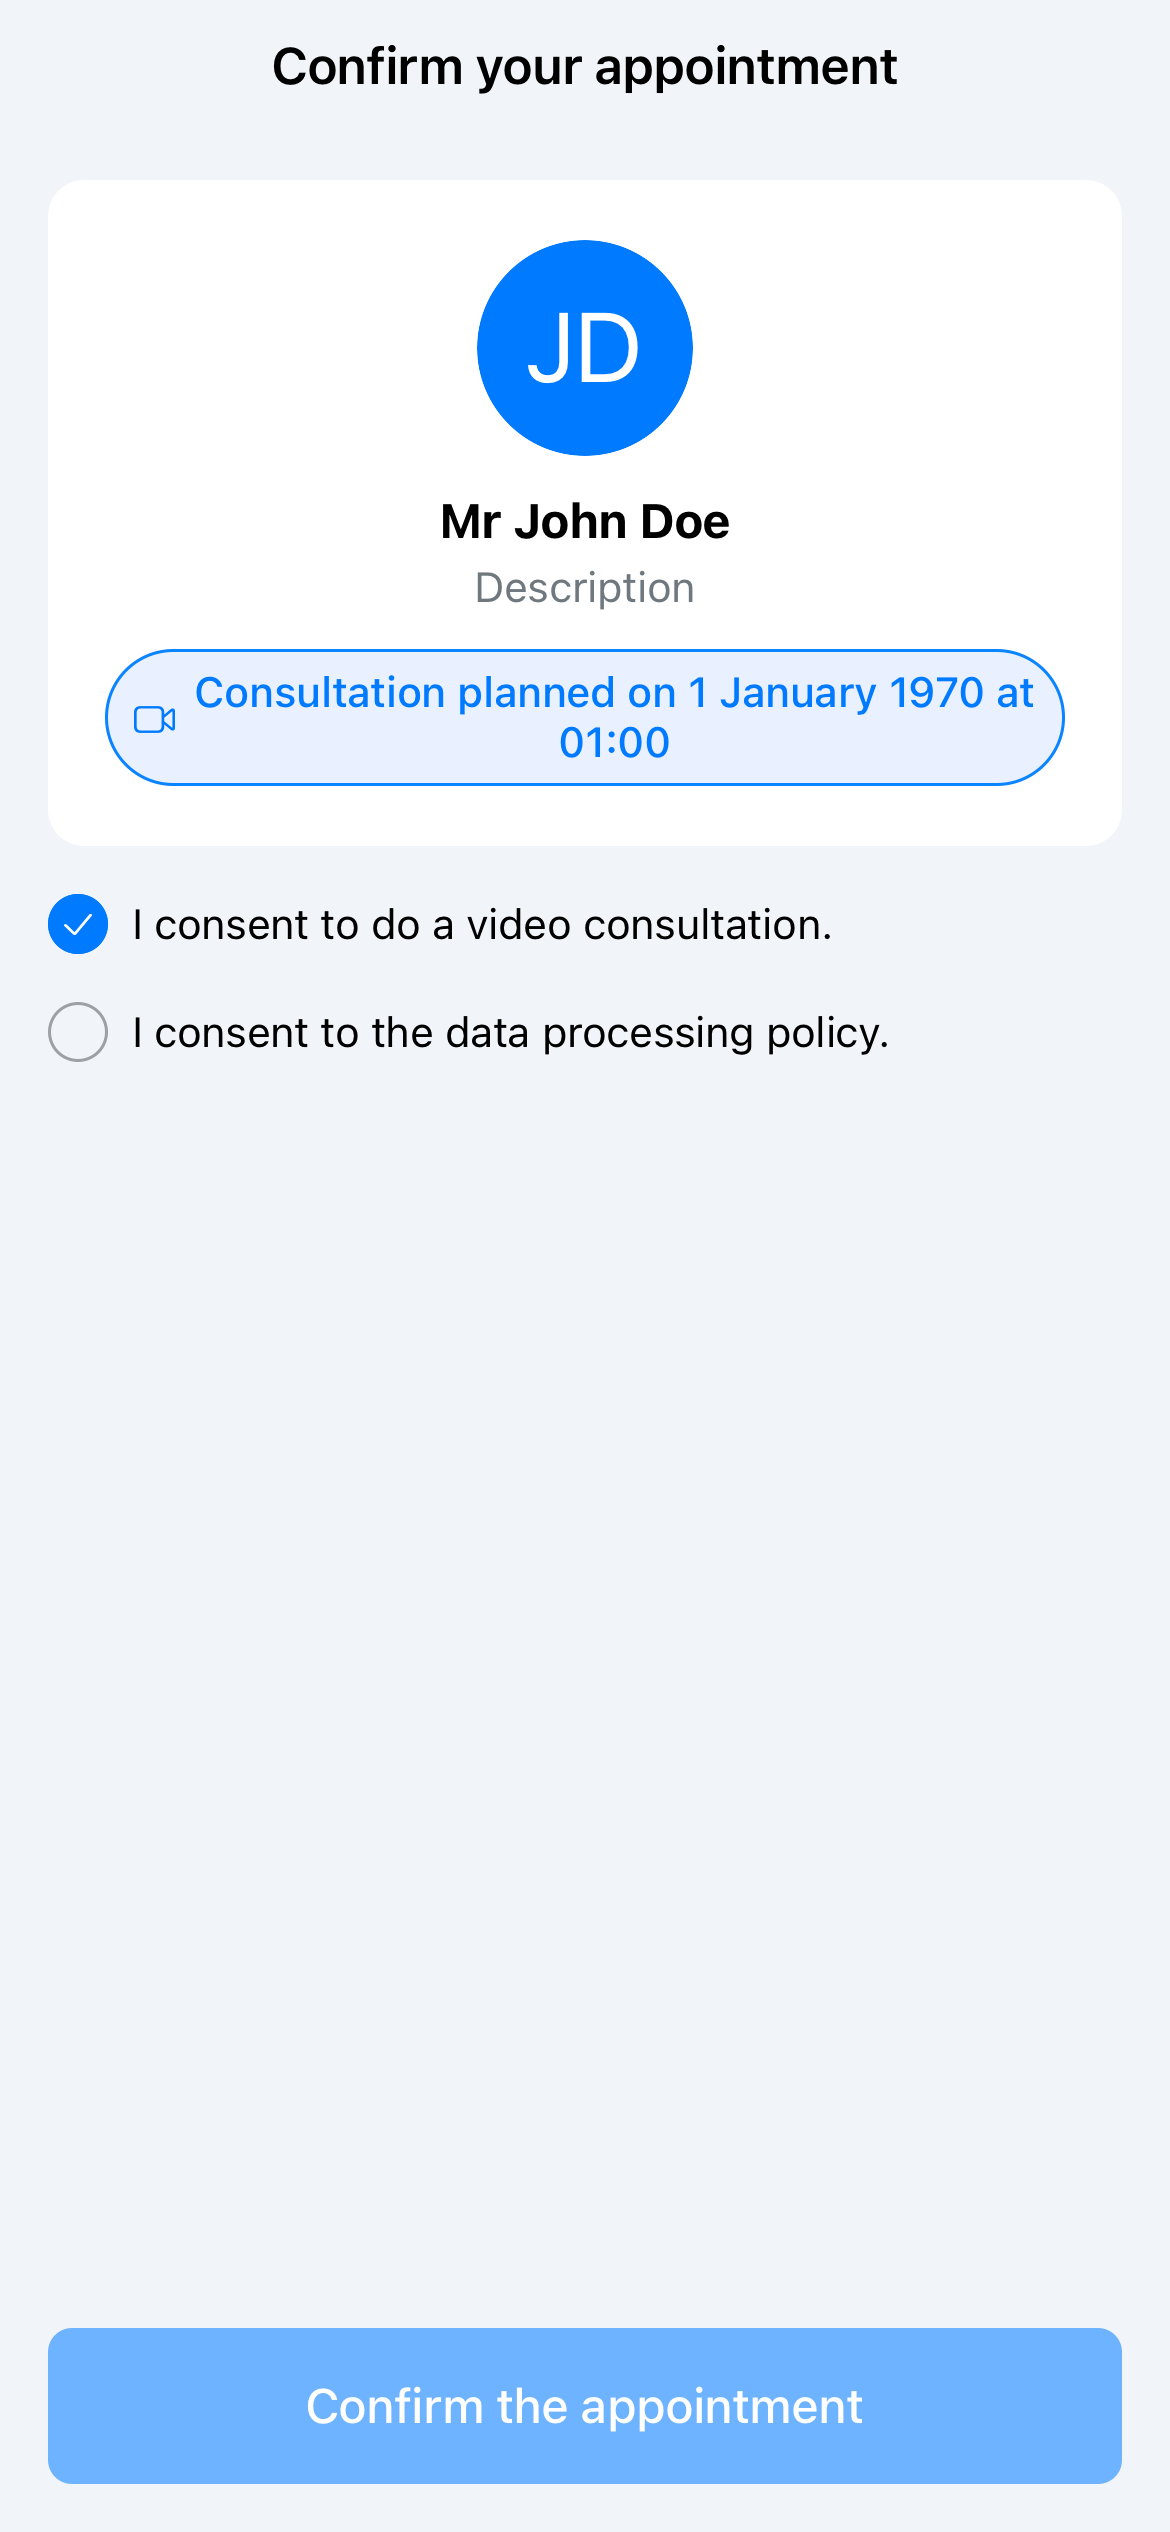 Confirm your appointment
JD
Mr John Doe
Description
Consultation planned on 1 January 1970 at
01:00
I consent to do a video consultation.
I consent to the data processing policy.
Confirm the appointment